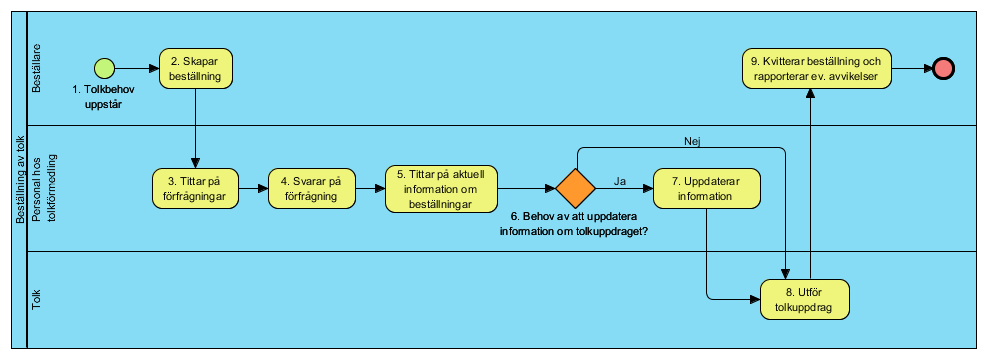 Beställning av tolk
Beställare
1. Tolkbehov
uppstår
2. Skapar
beställning
9. Kvitterar beställning och
rapporterar ev. avvikelser
Personal hos
tolkförmedling
3. Tittar på
förfrågningar
4. Svarar på
förfrågning
5. Tittar på aktuell
information om
beställningar
6. Behov av att uppdatera
information om tolkuppdraget?
Nej
Ja
7. Uppdaterar
information
Tolk
8. Utför
tolkuppdrag